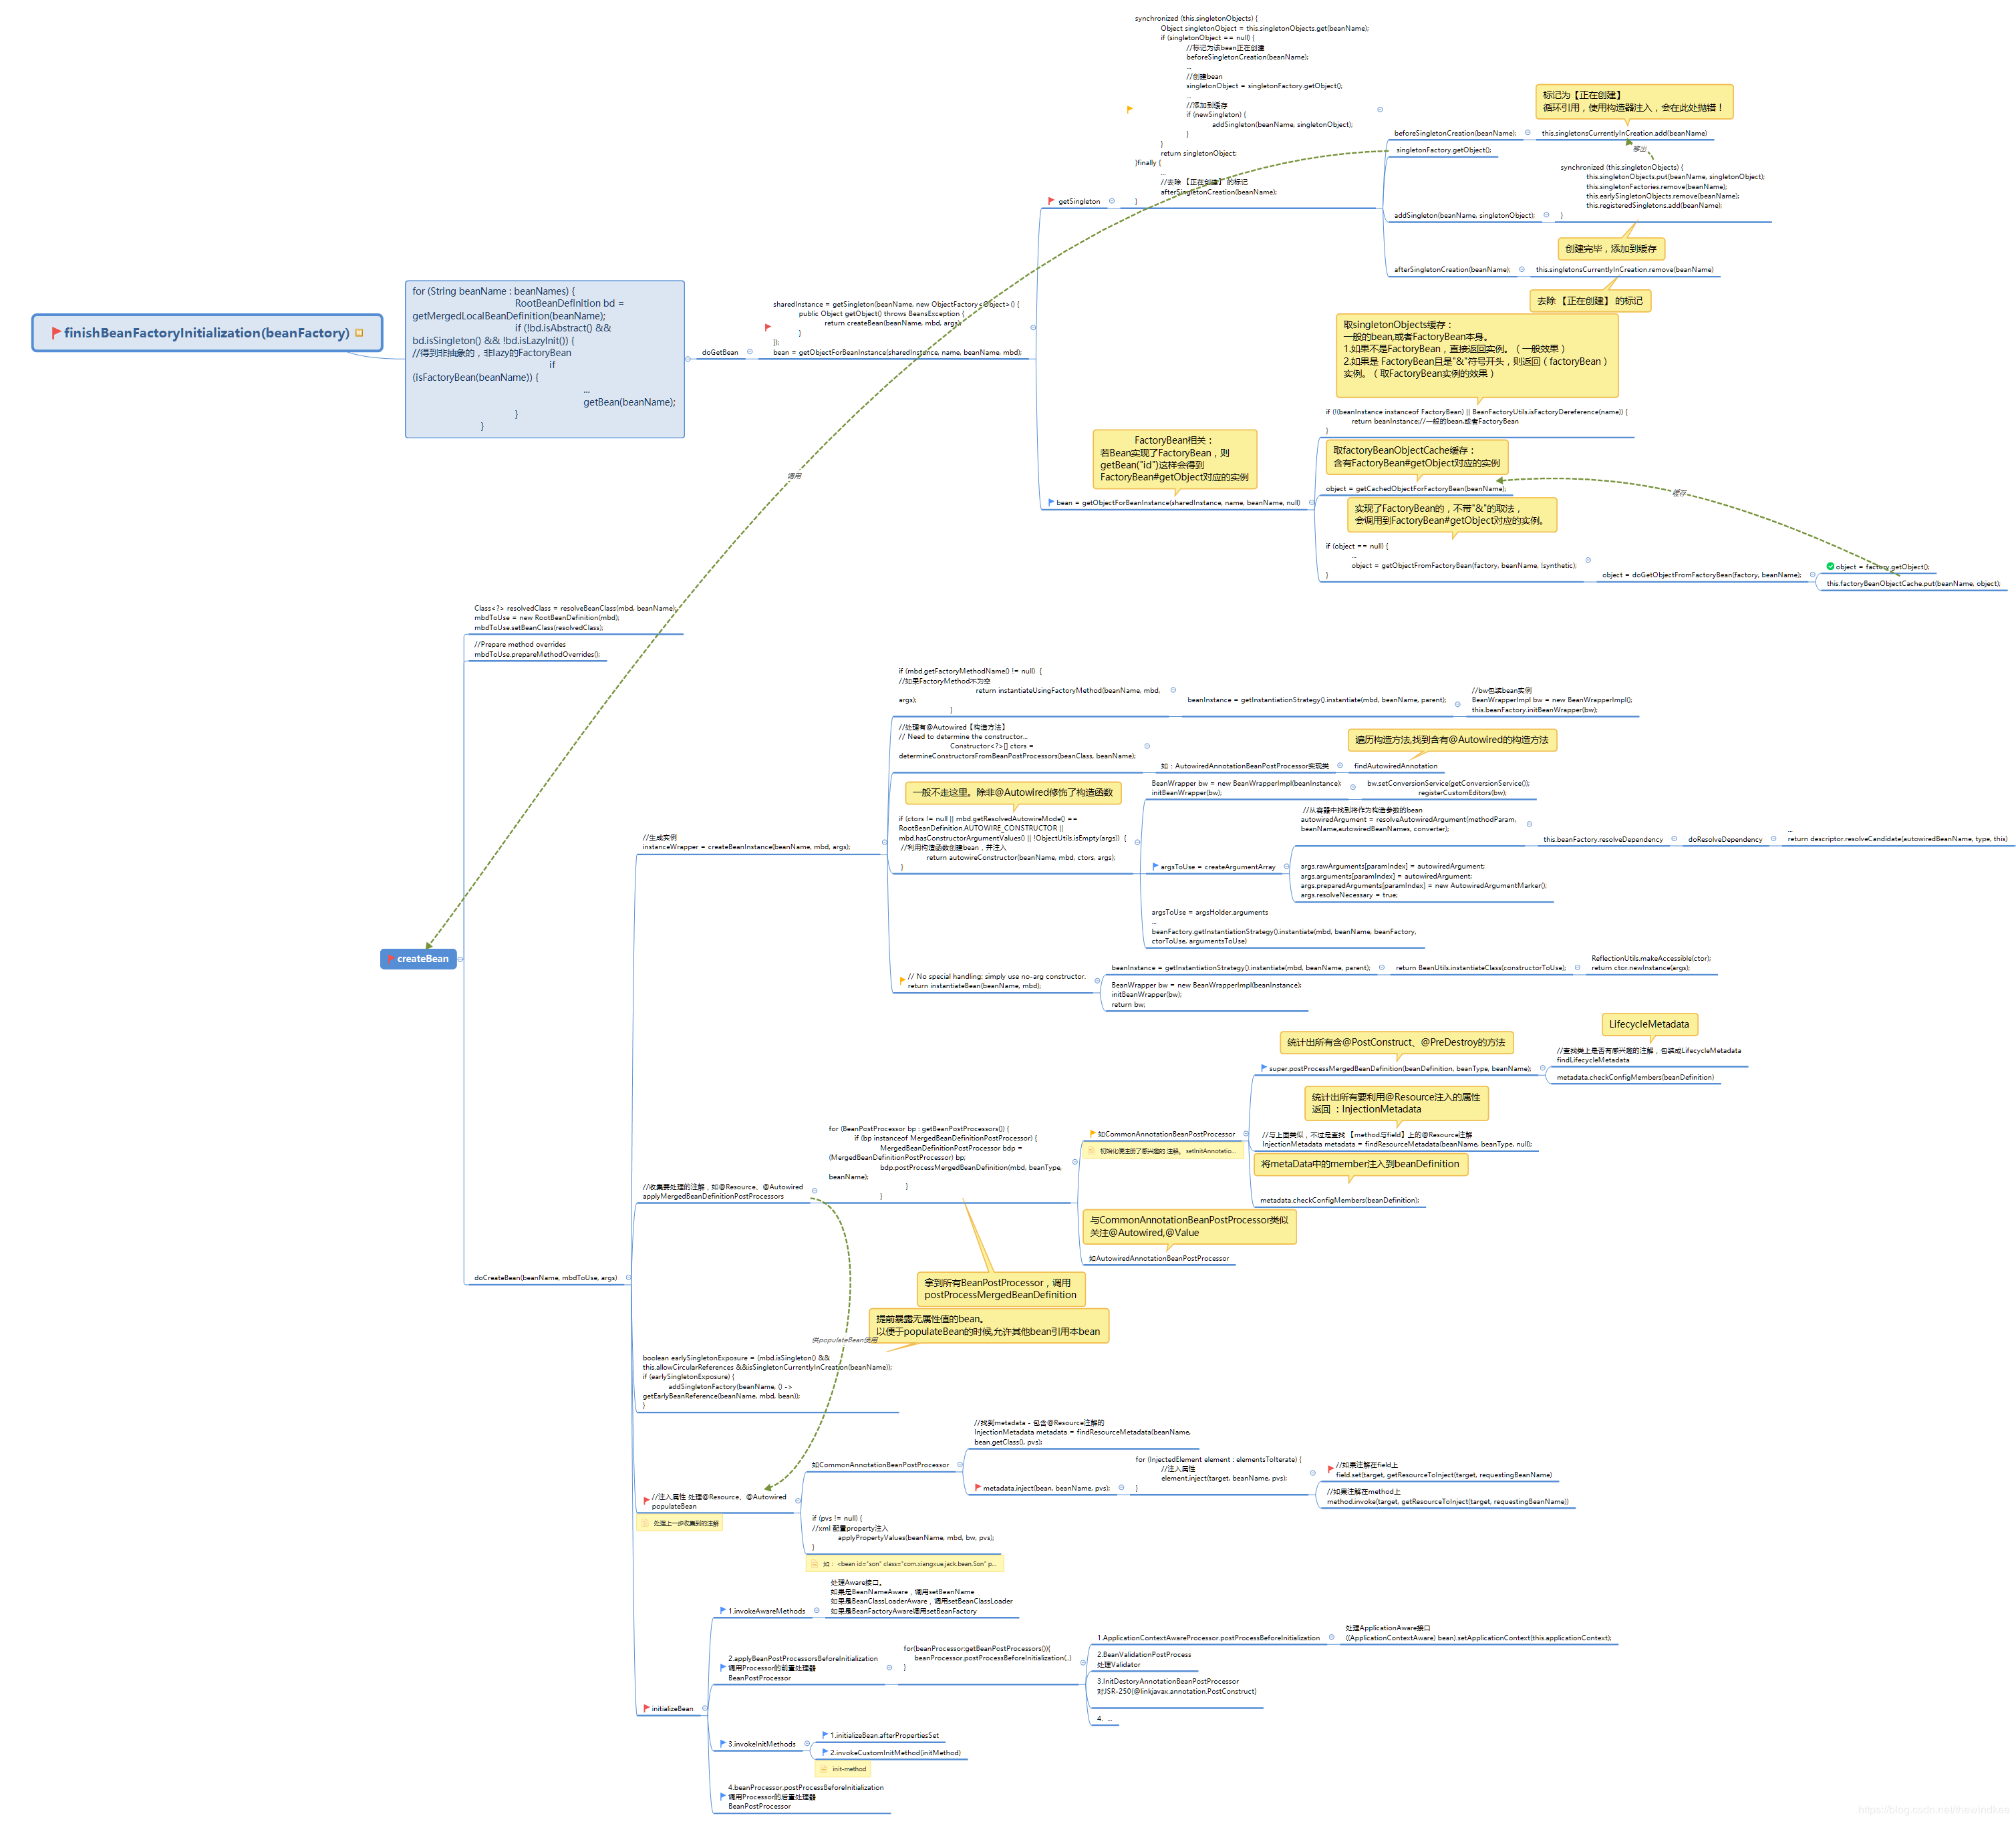 finishBeanFactoryInitialization(beanFactory)
for (String beanName : beanNames) {
RootBeanDefinition bd =
getMergedLocalBeanDefinition(beanName);
if (!bd.isAbstract() &&
bd.isSingleton() && !bd.isLazyInit()) {
//得到非抽象的，非lazy的FactoryBean
if
(isFactoryBean(beanName)) {
...
getBean(beanName);
}
}
doGetBean
sharedInstance = getSingleton(beanName, new ObjectFactory<Object>() {
public Object getObject() throws BeansException {
return createBean(beanName, mbd, args);
}
]);
bean = getObjectForBeanInstance(sharedInstance, name, beanName, mbd);
getSingleton
synchronized (this.singletonObjects) {
Object singletonObject = this.singletonObjects.get(beanName);
if (singletonObject == null) {
//标记为该bean正在创建
beforeSingletonCreation(beanName);
...
//创建bean
singletonObject = singletonFactory.getObject();
...
//添加到缓存
if (newSingleton) {
addSingleton(beanName, singletonObject);
}
}
return singletonObject;
}finally {
...
//去除 【正在创建】 的标记
afterSingletonCreation(beanName);
}
标记为【正在创建】
循环引用，使用构造器注入，会在此处抛错！
beforeSingletonCreation(beanName);
this.singletonsCurrentlyInCreation.add(beanName)
singletonFactory.getObject();
移出
synchronized (this.singletonObjects) {
this.singletonObjects.put(beanName, singletonObject);
this.singletonFactories.remove(beanName);
this.earlySingletonObjects.remove(beanName);
this.registeredSingletons.add(beanName);
}
addSingleton(beanName, singletonObject);
创建完毕，添加到缓存
afterSingletonCreation(beanName);
this.singletonsCurrentlyInCreation.remove(beanName)
去除 【正在创建】 的标记
调用
FactoryBean相关：
若Bean实现了FactoryBean，则
getBean("id")这样会得到
FactoryBean#getObject对应的实例
bean = getObjectForBeanInstance(sharedInstance, name, beanName, null)
取singletonObjects缓存：
一般的bean,或者FactoryBean本身。
1.如果不是FactoryBean，直接返回实例。（一般效果）
2.如果是 FactoryBean且是"&"符号开头，则返回（factoryBean）
实例。（取FactoryBean实例的效果）
if (!(beanInstance instanceof FactoryBean) || BeanFactoryUtils.isFactoryDereference(name)) {
return beanInstance;//一般的bean,或者FactoryBean
}
取factoryBeanObjectCache缓存：
含有FactoryBean#getObject对应的实例
object = getCachedObjectForFactoryBean(beanName);
缓存
实现了FactoryBean的，不带"&"的取法，
会调用到FactoryBean#getObject对应的实例。
if (object == null) {
...
object = getObjectFromFactoryBean(factory, beanName, !synthetic);
}
object = doGetObjectFromFactoryBean(factory, beanName);
object = factory.getObject();
this.factoryBeanObjectCache.put(beanName, object);
createBean
Class<?> resolvedClass = resolveBeanClass(mbd, beanName);
mbdToUse = new RootBeanDefinition(mbd);
mbdToUse.setBeanClass(resolvedClass);
//Prepare method overrides
mbdToUse.prepareMethodOverrides();
doCreateBean(beanName, mbdToUse, args)
//生成实例
instanceWrapper = createBeanInstance(beanName, mbd, args);
if (mbd.getFactoryMethodName() != null) {
//如果FactoryMethod不为空
return instantiateUsingFactoryMethod(beanName, mbd,
args);
}
beanInstance = getInstantiationStrategy().instantiate(mbd, beanName, parent);
//bw包装bean实例
BeanWrapperImpl bw = new BeanWrapperImpl();
this.beanFactory.initBeanWrapper(bw);
//处理有@Autowired【构造方法】
// Need to determine the constructor...
Constructor<?>[] ctors =
determineConstructorsFromBeanPostProcessors(beanClass, beanName);
如：AutowiredAnnotationBeanPostProcessor实现类
遍历构造方法,找到含有@Autowired的构造方法
findAutowiredAnnotation
一般不走这里。除非@Autowired修饰了构造函数
if (ctors != null || mbd.getResolvedAutowireMode() ==
RootBeanDefinition.AUTOWIRE_CONSTRUCTOR ||
mbd.hasConstructorArgumentValues() || !ObjectUtils.isEmpty(args)) {
//利用构造函数创建bean，并注入
return autowireConstructor(beanName, mbd, ctors, args);
}
BeanWrapper bw = new BeanWrapperImpl(beanInstance);
initBeanWrapper(bw);
bw.setConversionService(getConversionService());
registerCustomEditors(bw);
argsToUse = createArgumentArray
//从容器中找到将作为构造参数的bean
autowiredArgument = resolveAutowiredArgument(methodParam,
beanName,autowiredBeanNames, converter);
this.beanFactory.resolveDependency
doResolveDependency
...
return descriptor.resolveCandidate(autowiredBeanName, type, this)
args.rawArguments[paramIndex] = autowiredArgument;
args.arguments[paramIndex] = autowiredArgument;
args.preparedArguments[paramIndex] = new AutowiredArgumentMarker();
args.resolveNecessary = true;
argsToUse = argsHolder.arguments
...
beanFactory.getInstantiationStrategy().instantiate(mbd, beanName, beanFactory,
ctorToUse, argumentsToUse)
// No special handling: simply use no-arg constructor.
return instantiateBean(beanName, mbd);
beanInstance = getInstantiationStrategy().instantiate(mbd, beanName, parent);
return BeanUtils.instantiateClass(constructorToUse);
ReflectionUtils.makeAccessible(ctor);
return ctor.newInstance(args);
BeanWrapper bw = new BeanWrapperImpl(beanInstance);
initBeanWrapper(bw);
return bw;
//收集要处理的注解，如@Resource、@Autowired
applyMergedBeanDefinitionPostProcessors
for (BeanPostProcessor bp : getBeanPostProcessors()) {
if (bp instanceof MergedBeanDefinitionPostProcessor) {
MergedBeanDefinitionPostProcessor bdp =
(MergedBeanDefinitionPostProcessor) bp;
bdp.postProcessMergedBeanDefinition(mbd, beanType,
beanName);
}
}
如CommonAnnotationBeanPostProcessor
初始化便注册了感兴趣的 注解。 setInitAnnotatio...
统计出所有含@PostConstruct、@PreDestroy的方法
super.postProcessMergedBeanDefinition(beanDefinition, beanType, beanName);
LifecycleMetadata
//查找类上是否有感兴趣的注解，包装成LifecycleMetadata
findLifecycleMetadata
metadata.checkConfigMembers(beanDefinition)
统计出所有要利用@Resource注入的属性
返回 ：InjectionMetadata
//与上面类似，不过是查找 【method与field】上的@Resource注解
InjectionMetadata metadata = findResourceMetadata(beanName, beanType, null);
将metaData中的member注入到beanDefinition
metadata.checkConfigMembers(beanDefinition);
与CommonAnnotationBeanPostProcessor类似
关注@Autowired,@Value
如AutowiredAnnotationBeanPostProcessor
拿到所有BeanPostProcessor，调用
postProcessMergedBeanDefinition
提前暴露无属性值的bean。
以便于populateBean的时候,允许其他bean引用本bean
供populateBean使用
boolean earlySingletonExposure = (mbd.isSingleton() &&
this.allowCircularReferences &&isSingletonCurrentlyInCreation(beanName));
if (earlySingletonExposure) {
addSingletonFactory(beanName, () ->
getEarlyBeanReference(beanName, mbd, bean));
}
//注入属性 处理@Resource、@Autowired
populateBean
处理上一步收集到的注解
如CommonAnnotationBeanPostProcessor
//找到metadata - 包含@Resource注解的
InjectionMetadata metadata = findResourceMetadata(beanName,
bean.getClass(), pvs);
metadata.inject(bean, beanName, pvs);
for (InjectedElement element : elementsToIterate) {
//注入属性
element.inject(target, beanName, pvs);
}
//如果注解在field上
field.set(target, getResourceToInject(target, requestingBeanName)
//如果注解在method上
method.invoke(target, getResourceToInject(target, requestingBeanName))
if (pvs != null) {
//xml 配置property注入
applyPropertyValues(beanName, mbd, bw, pvs);
}
如： <bean id="son" class="com.xiangxue.jack.bean.Son" p...
initializeBean
1.invokeAwareMethods
处理Aware接口。
如果是BeanNameAware，调用setBeanName
如果是BeanClassLoaderAware，调用setBeanClassLoader
如果是BeanFactoryAware调用setBeanFactory
2.applyBeanPostProcessorsBeforeInitialization
调用Processor的前置处理器
BeanPostProcessor
for(beanProcessor:getBeanPostProcessors()){
beanProcessor.postProcessBeforeInitialization(..)
}
1.ApplicationContextAwareProcessor.postProcessBeforeInitialization
处理ApplicationAware接口
((ApplicationContextAware) bean).setApplicationContext(this.applicationContext);
2.BeanValidationPostProcess
处理Validator
3.InitDestoryAnnotationBeanPostProcessor
对JSR-250(@linkjavax.annotation.PostConstruct)
4. ...
3.invokeInitMethods
1.initializeBean.afterPropertiesSet
2.invokeCustomInitMethod(initMethod)
init-method
4.beanProcessor.postProcessBeforeInitialization
调用Processor的后置处理器
BeanPostProcessor
https://blog.csdn.net/thewindkee